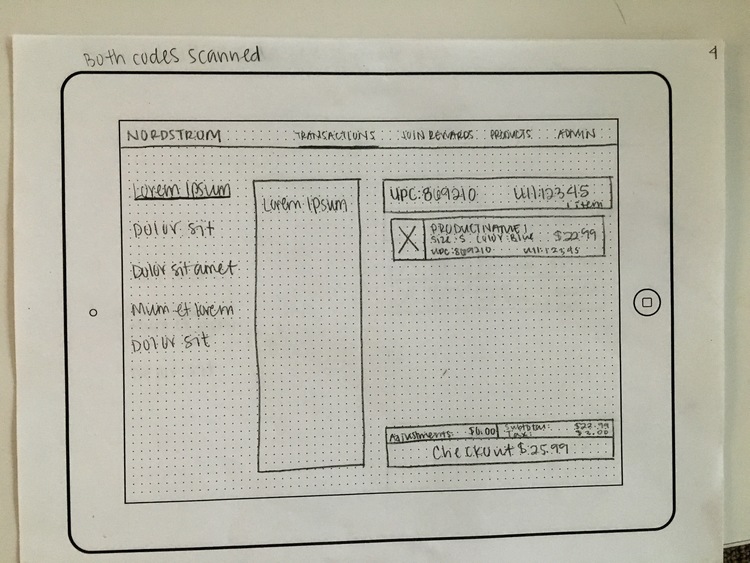 Both codes scanned
4
NORDSTROM TRANSACTIONS JOIN REWARDS PRODUCTS ADMIN
Lorem Ipsum
Dolor sit
Dolor sit amet
Mum et lorem
Dolor sit
Lorem Ipsum
UPC:869210 UII:12345
1 item
PRODUCT NAME 1
Size: S Color: Blue $22.99
UPC:869210 UII:12345
Adjustments: $0.00
Subtotal: $22.99
Tax: $3.00
Checkout $25.99